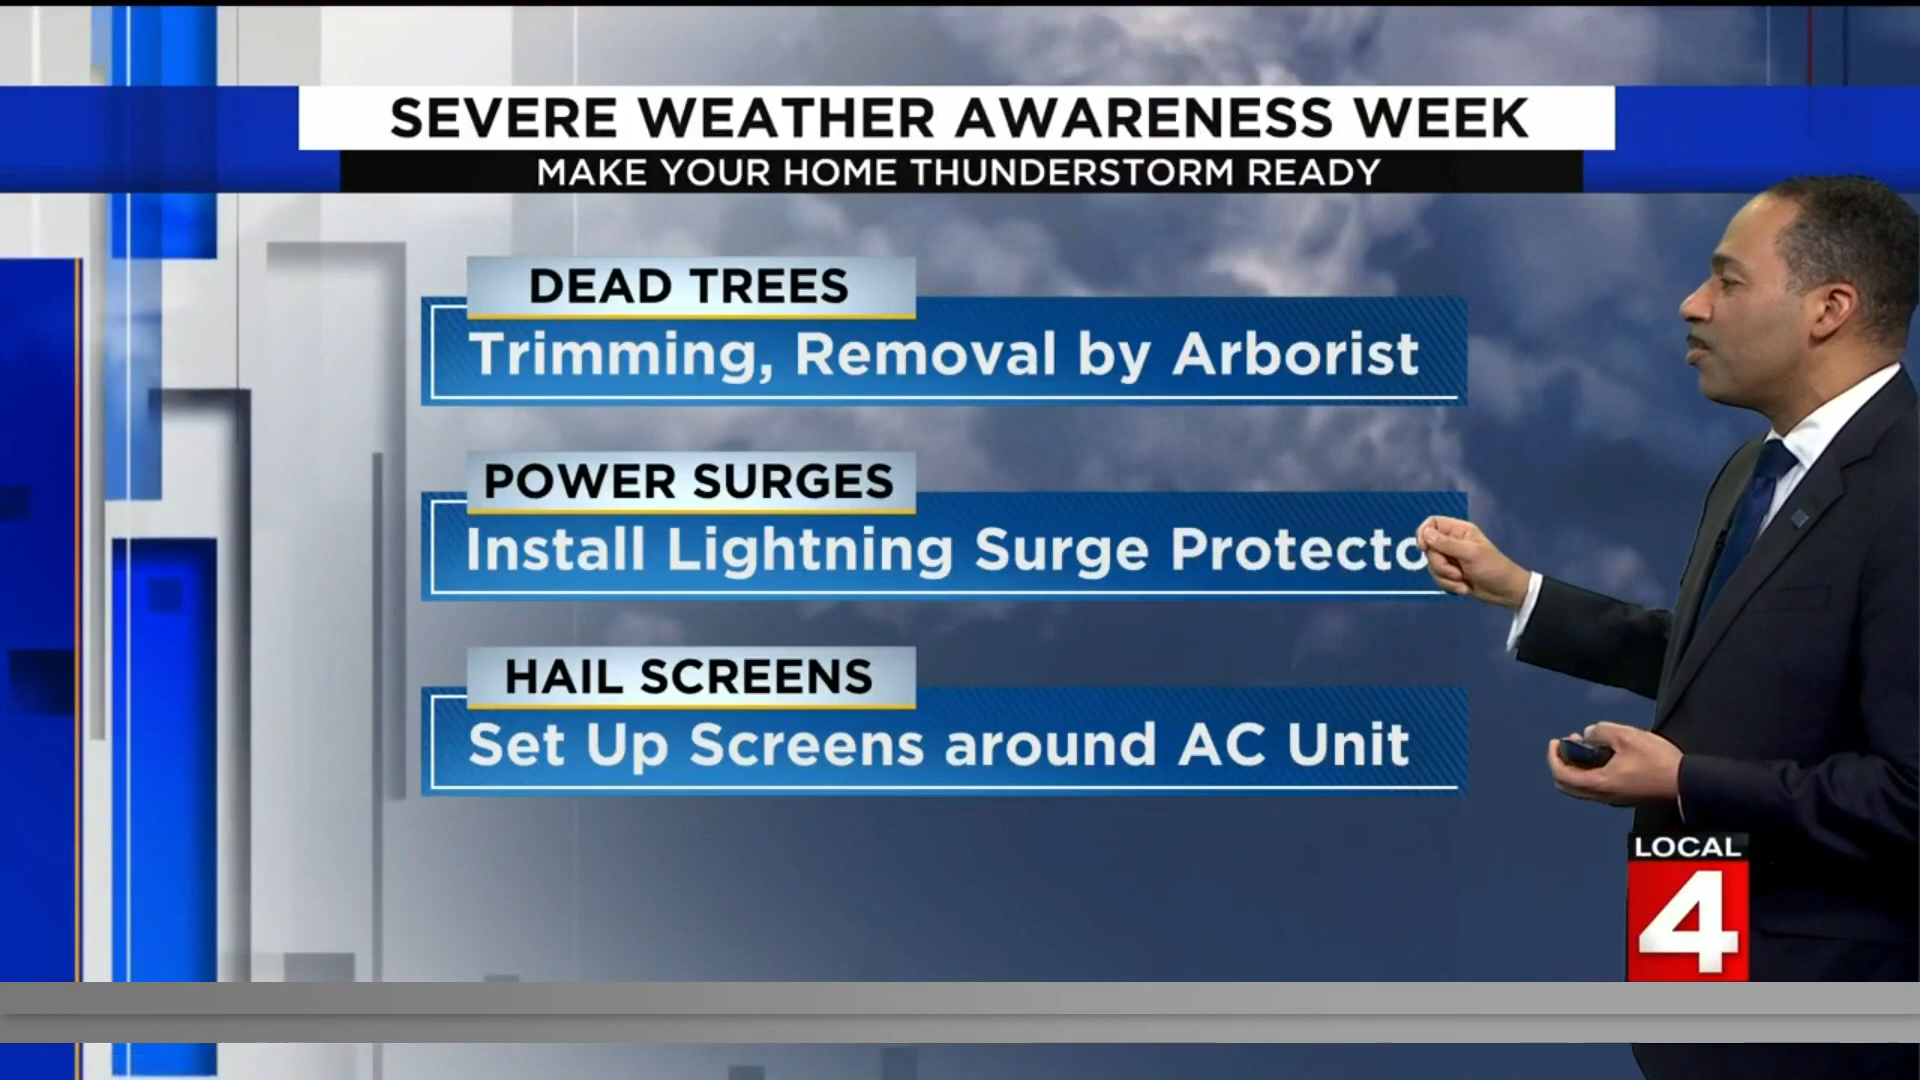 SEVERE WEATHER AWARENESS WEEK
MAKE YOUR HOME THUNDERSTORM READY
DEAD TREES
Trimming, Removal by Arborist
POWER SURGES
Install Lightning Surge Protecto
HAIL SCREENS
Set Up Screens around AC Unit
LOCAL
4